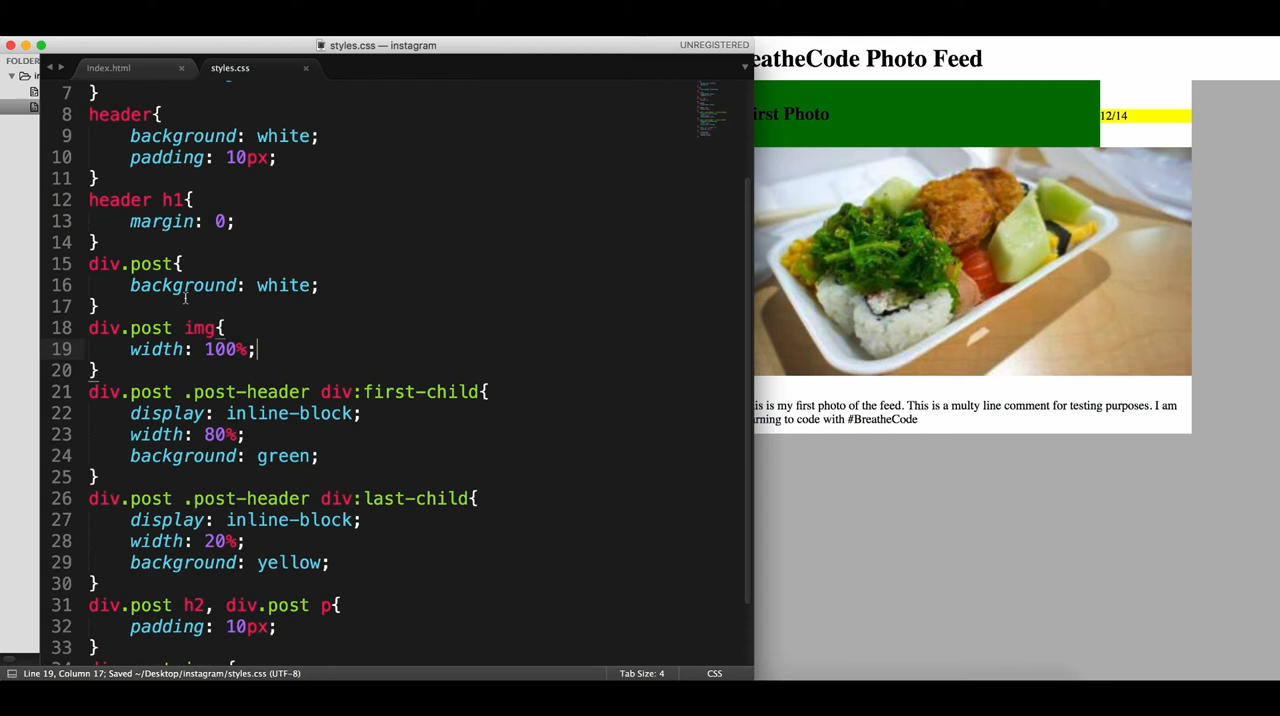 styles.css — instagram
UNREGISTERED
FOLDER
index.html
styles.css
7 }
8 header{
9 background: white;
10 padding: 10px;
11 }
12 header h1{
13 margin: 0;
14 }
15 div.post{
16 background: white;
17 }
18 div.post img{
19 width: 100%;
20 }
21 div.post .post-header div:first-child{
22 display: inline-block;
23 width: 80%;
24 background: green;
25 }
26 div.post .post-header div:last-child{
27 display: inline-block;
28 width: 20%;
29 background: yellow;
30 }
31 div.post h2, div.post p{
32 padding: 10px;
33 }
Line 19, Column 17; Saved ~/Desktop/instagram/styles.css (UTF-8)
Tab Size: 4
CSS
eatheCode Photo Feed
irst Photo
12/14
is is my first photo of the feed. This is a multy line comment for testing purposes. I am
arning to code with #BreatheCode